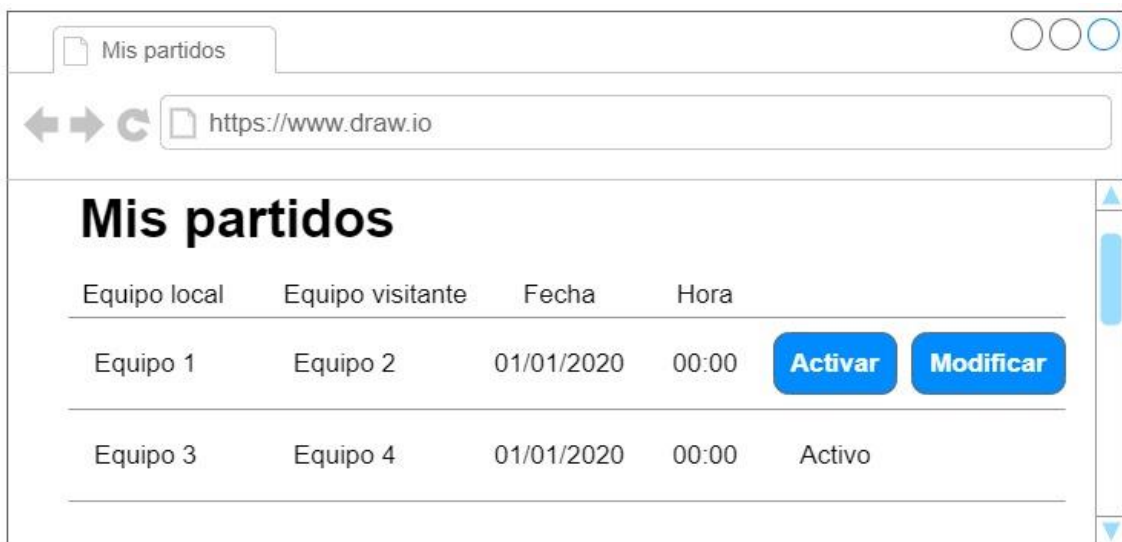 Mis partidos
https://www.draw.io
Mis partidos
Equipo local Equipo visitante Fecha Hora
Equipo 1 Equipo 2 01/01/2020 00:00 Activar Modificar
Equipo 3 Equipo 4 01/01/2020 00:00 Activo